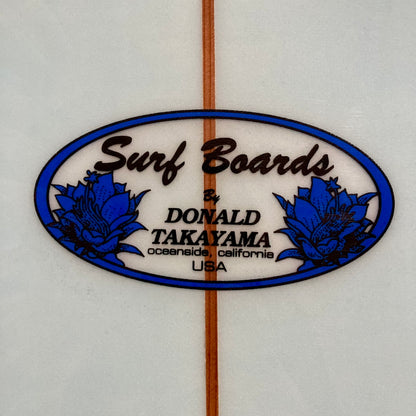 Surf Boards
By
DONALD
TAKAYAMA
oceanside, california
USA